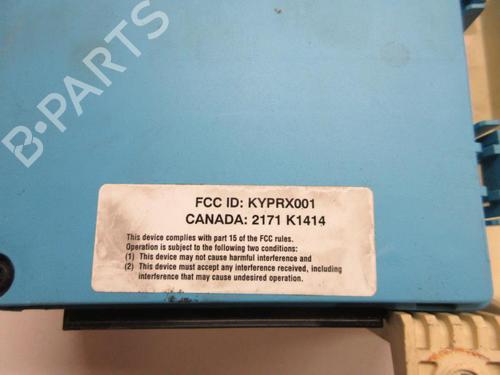 B-PARTS
FCC ID: KYPRX001
CANADA: 2171 K1414
This device complies with part 15 of the FCC rules.
Operation is subject to the following two conditions:
(1) This device may not cause harmful interference and
(2) This device must accept any interference received, including
interference that may cause undesired operation.